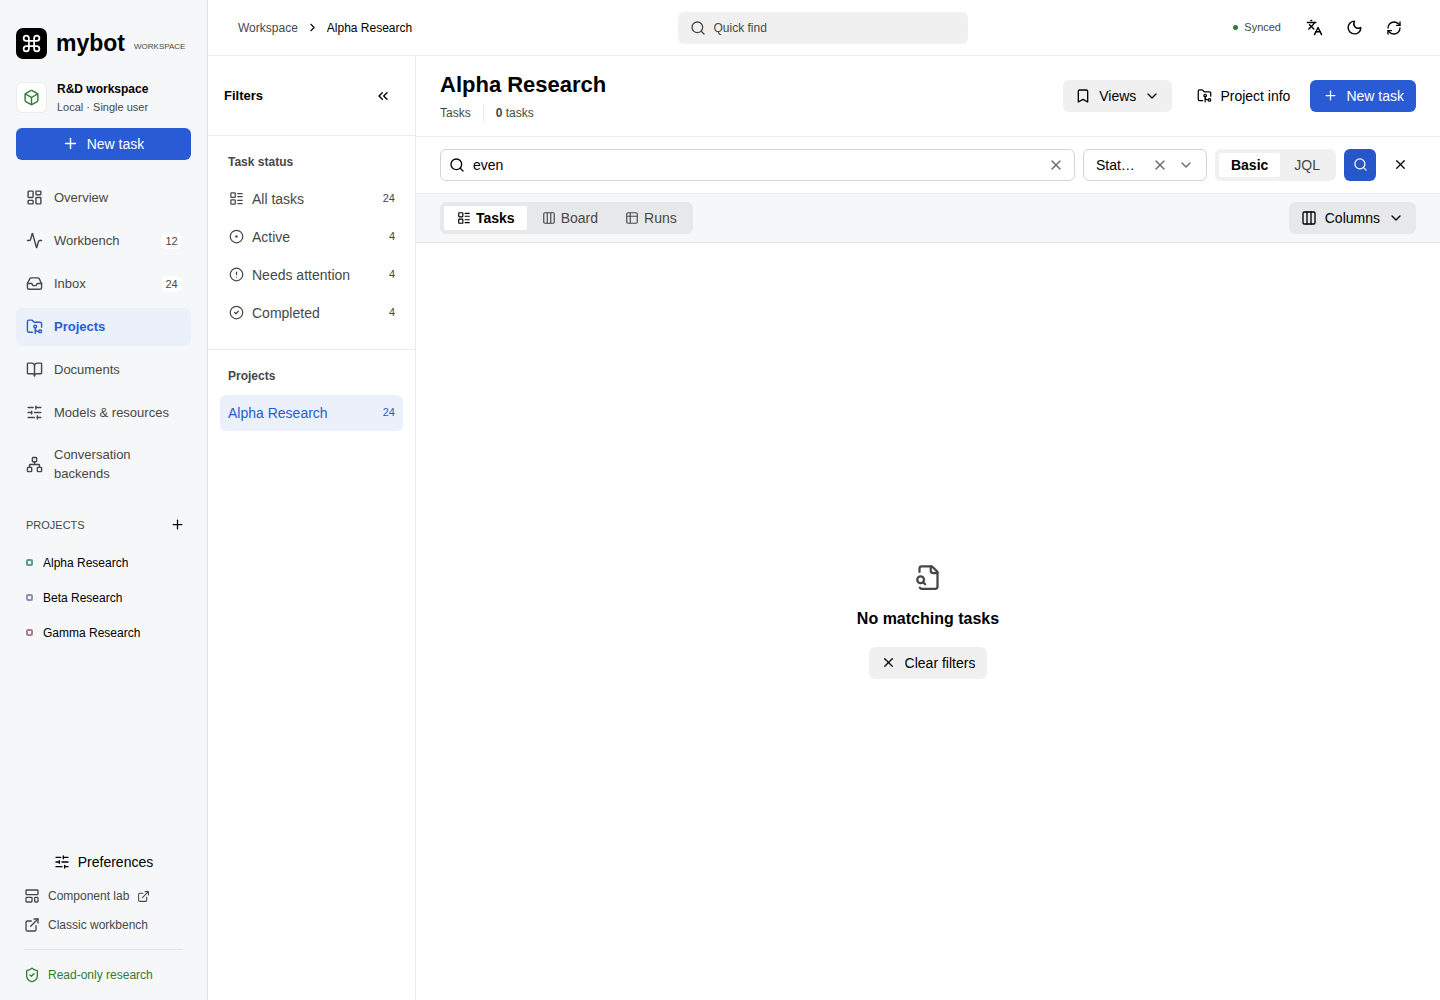 mybot WORKSPACE
R&D workspace
Local · Single user
New task
Overview
Workbench 12
Inbox 24
Projects
Documents
Models & resources
Conversation
backends
PROJECTS
Alpha Research
Beta Research
Gamma Research
Preferences
Component lab
Classic workbench
Read-only research
Workspace Alpha Research
Quick find
Synced
Filters
Task status
All tasks 24
Active 4
Needs attention 4
Completed 4
Projects
Alpha Research 24
Alpha Research
Tasks 0 tasks
Views Project info New task
even
Stat…
Basic JQL
Tasks Board Runs
Columns
No matching tasks
Clear filters